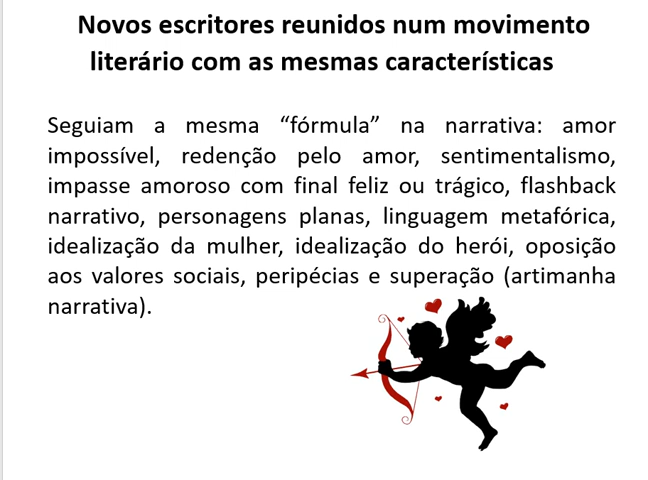 Novos escritores reunidos num movimento
literário com as mesmas características
Seguiam a mesma “fórmula” na narrativa: amor
impossível, redenção pelo amor, sentimentalismo,
impasse amoroso com final feliz ou trágico, flashback
narrativo, personagens planas, linguagem metafórica,
idealização da mulher, idealização do herói, oposição
aos valores sociais, peripécias e superação (artimanha
narrativa).